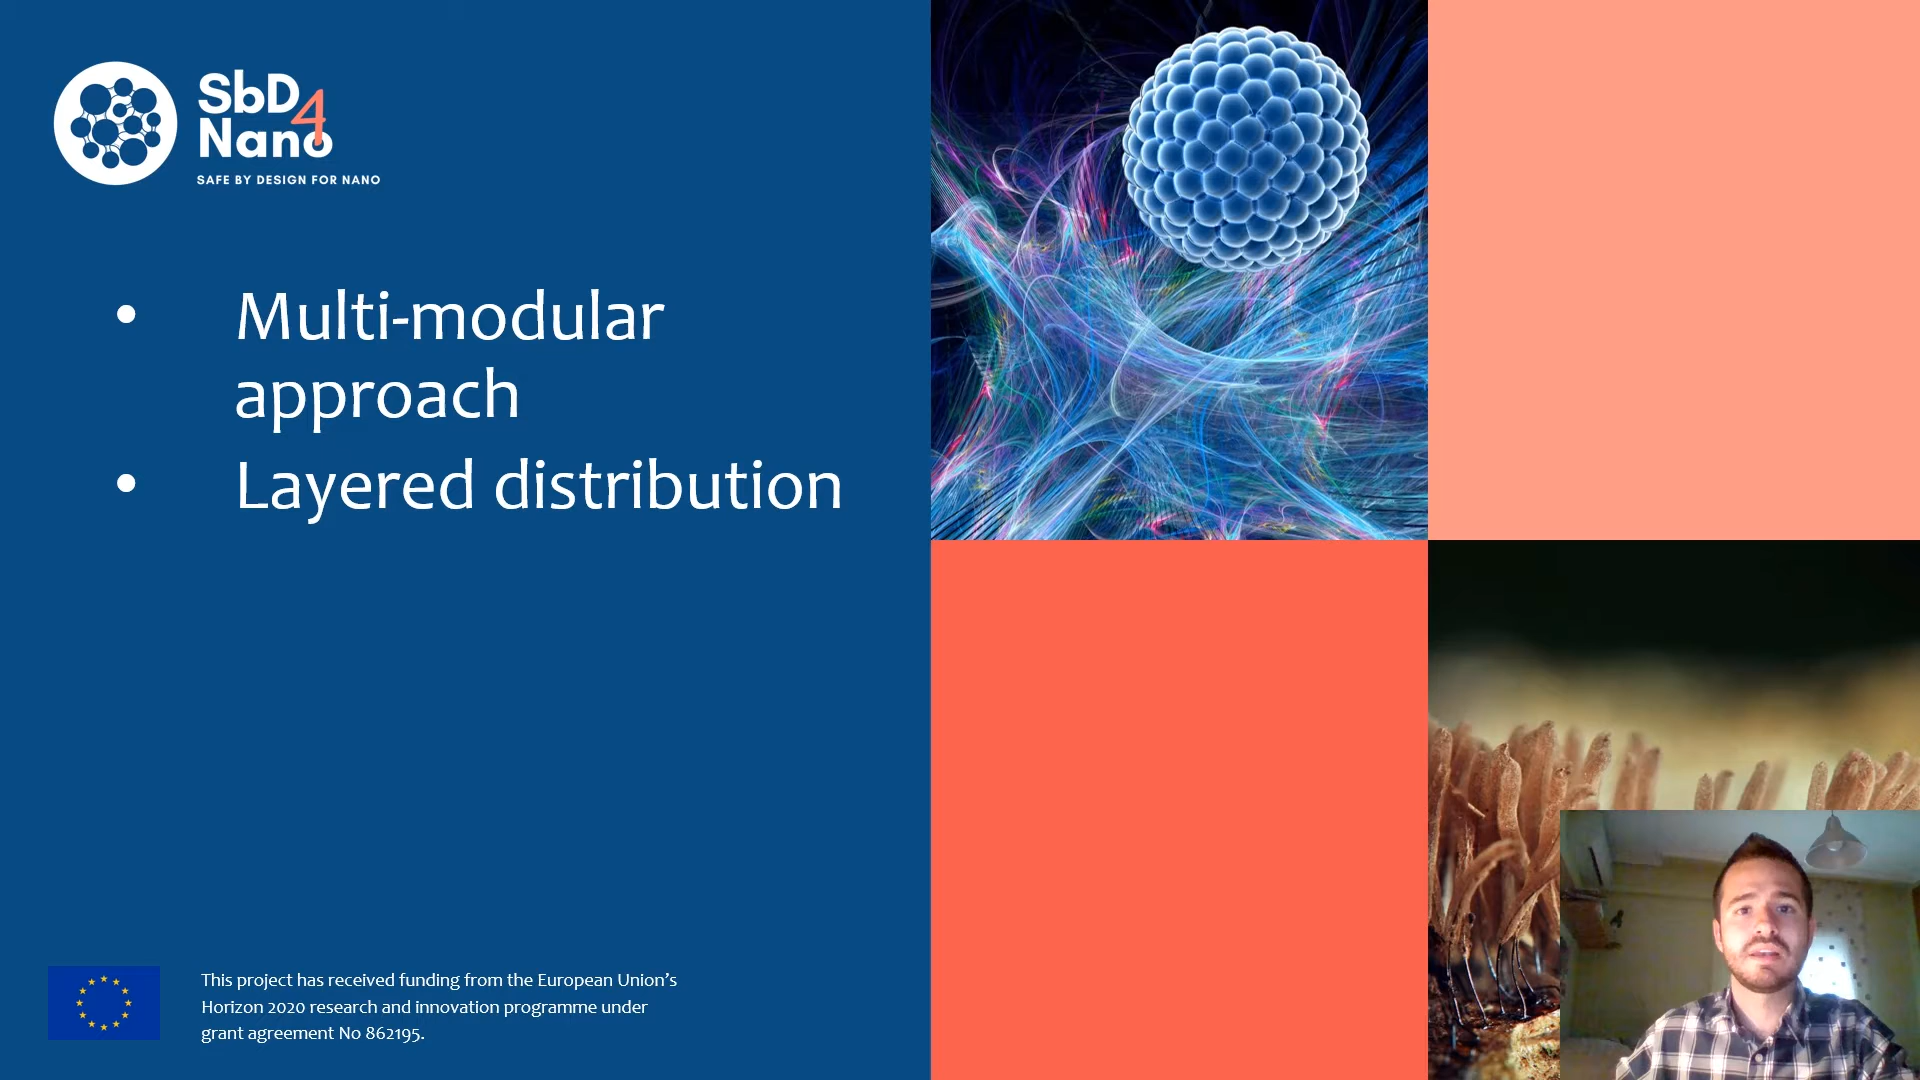 SbD4
Nano
SAFE BY DESIGN FOR NANO
• Multi-modular
approach
• Layered distribution
This project has received funding from the European Union’s
Horizon 2020 research and innovation programme under
grant agreement No 862195.